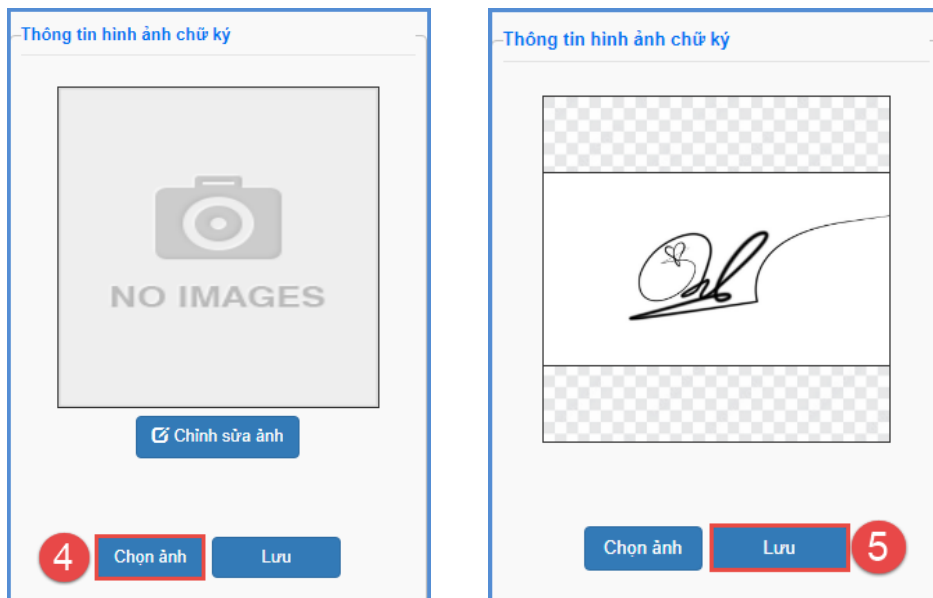 Thông tin hình ảnh chữ ký
NO IMAGES
Chỉnh sửa ảnh
4
Chọn ảnh
Lưu
Thông tin hình ảnh chữ ký
Chọn ảnh
Lưu
5